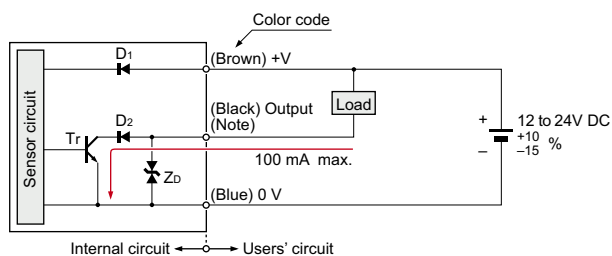 Color code
(Brown) +V
D1
(Black) Output
(Note)
Load
Sensor circuit
D2
Tr
ZD
100 mA max.
+
−
12 to 24V DC
+10
−15 %
(Blue) 0 V
Internal circuit
Users' circuit